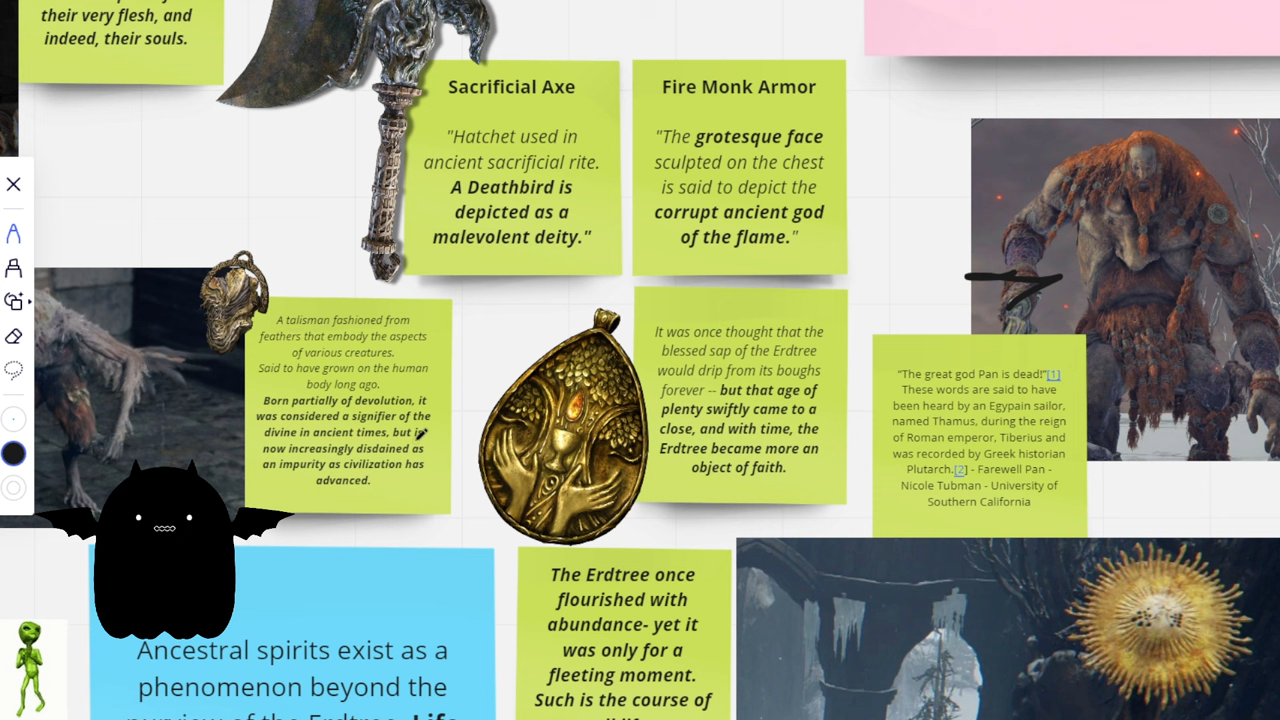 their very flesh, and
indeed, their souls.
Sacrificial Axe
"Hatchet used in
ancient sacrificial rite.
A Deathbird is
depicted as a
malevolent deity."
Fire Monk Armor
"The grotesque face
sculpted on the chest
is said to depict the
corrupt ancient god
of the flame."
A talisman fashioned from
feathers that embody the aspects
of various creatures.
Said to have grown on the human
body long ago.
Born partially of devolution, it
was considered a signifier of the
divine in ancient times, but is
now increasingly disdained as
an impurity as civilization has
advanced.
It was once thought that the
blessed sap of the Erdtree
would drip from its boughs
forever -- but that age of
plenty swiftly came to a
close, and with time, the
Erdtree became more an
object of faith.
“The great god Pan is dead!”[1]
These words are said to have
been heard by an Egypain sailor,
named Thamus, during the reign
of Roman emperor, Tiberius and
was recorded by Greek historian
Plutarch.[2] - Farewell Pan -
Nicole Tubman - University of
Southern California
Ancestral spirits exist as a
phenomenon beyond the
purview of the Erdtree. Life
The Erdtree once
flourished with
abundance- yet it
was only for a
fleeting moment.
Such is the course of